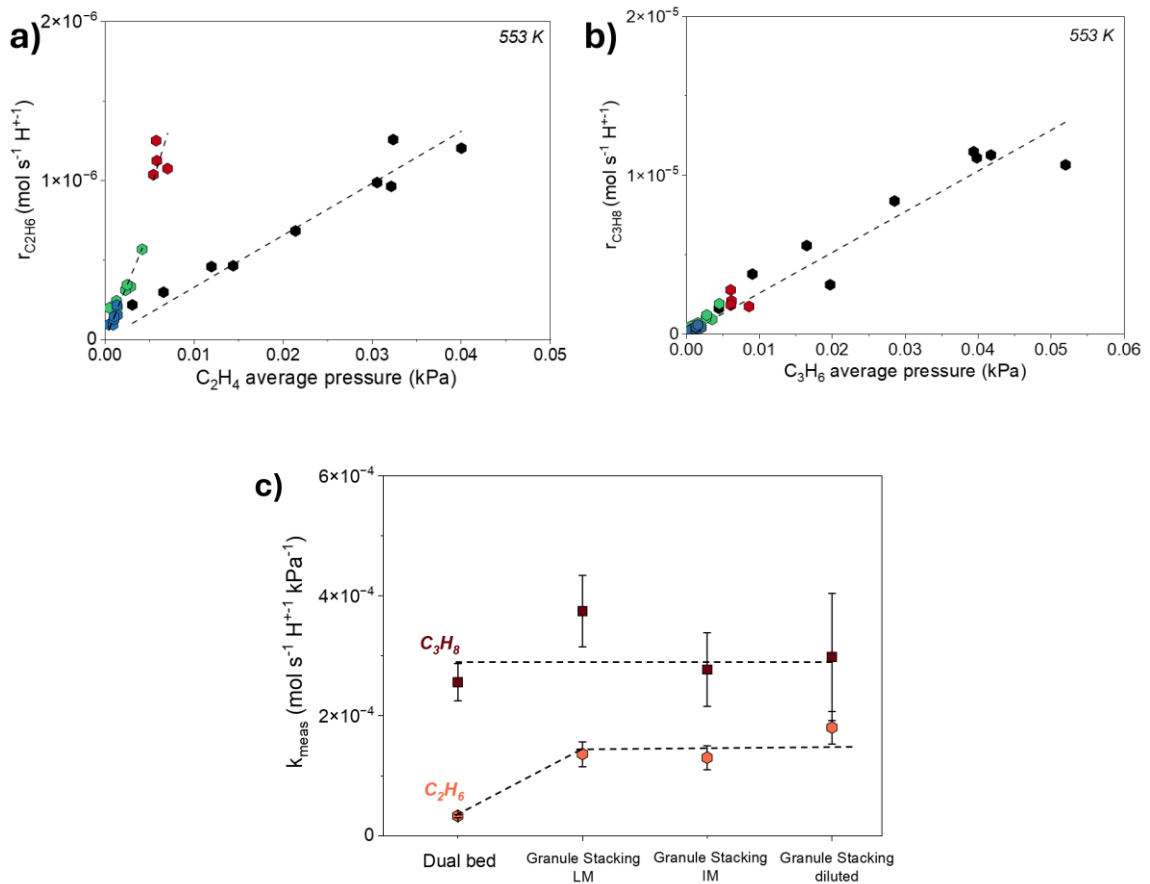 a)
2×10⁻⁶
553 K
1×10⁻⁶
0
r_C2H6 (mol s⁻¹ H⁺⁻¹)
0.00 0.01 0.02 0.03 0.04 0.05
C₂H₄ average pressure (kPa)
b)
2×10⁻⁵
553 K
1×10⁻⁵
0
r_C3H8 (mol s⁻¹ H⁺⁻¹)
0.00 0.01 0.02 0.03 0.04 0.05 0.06
C₃H₆ average pressure (kPa)
c)
6×10⁻⁴
4×10⁻⁴
2×10⁻⁴
0
k_meas (mol s⁻¹ H⁺⁻¹ kPa⁻¹)
C₃H₈
C₂H₆
Dual bed
Granule Stacking
LM
Granule Stacking
IM
Granule Stacking
diluted